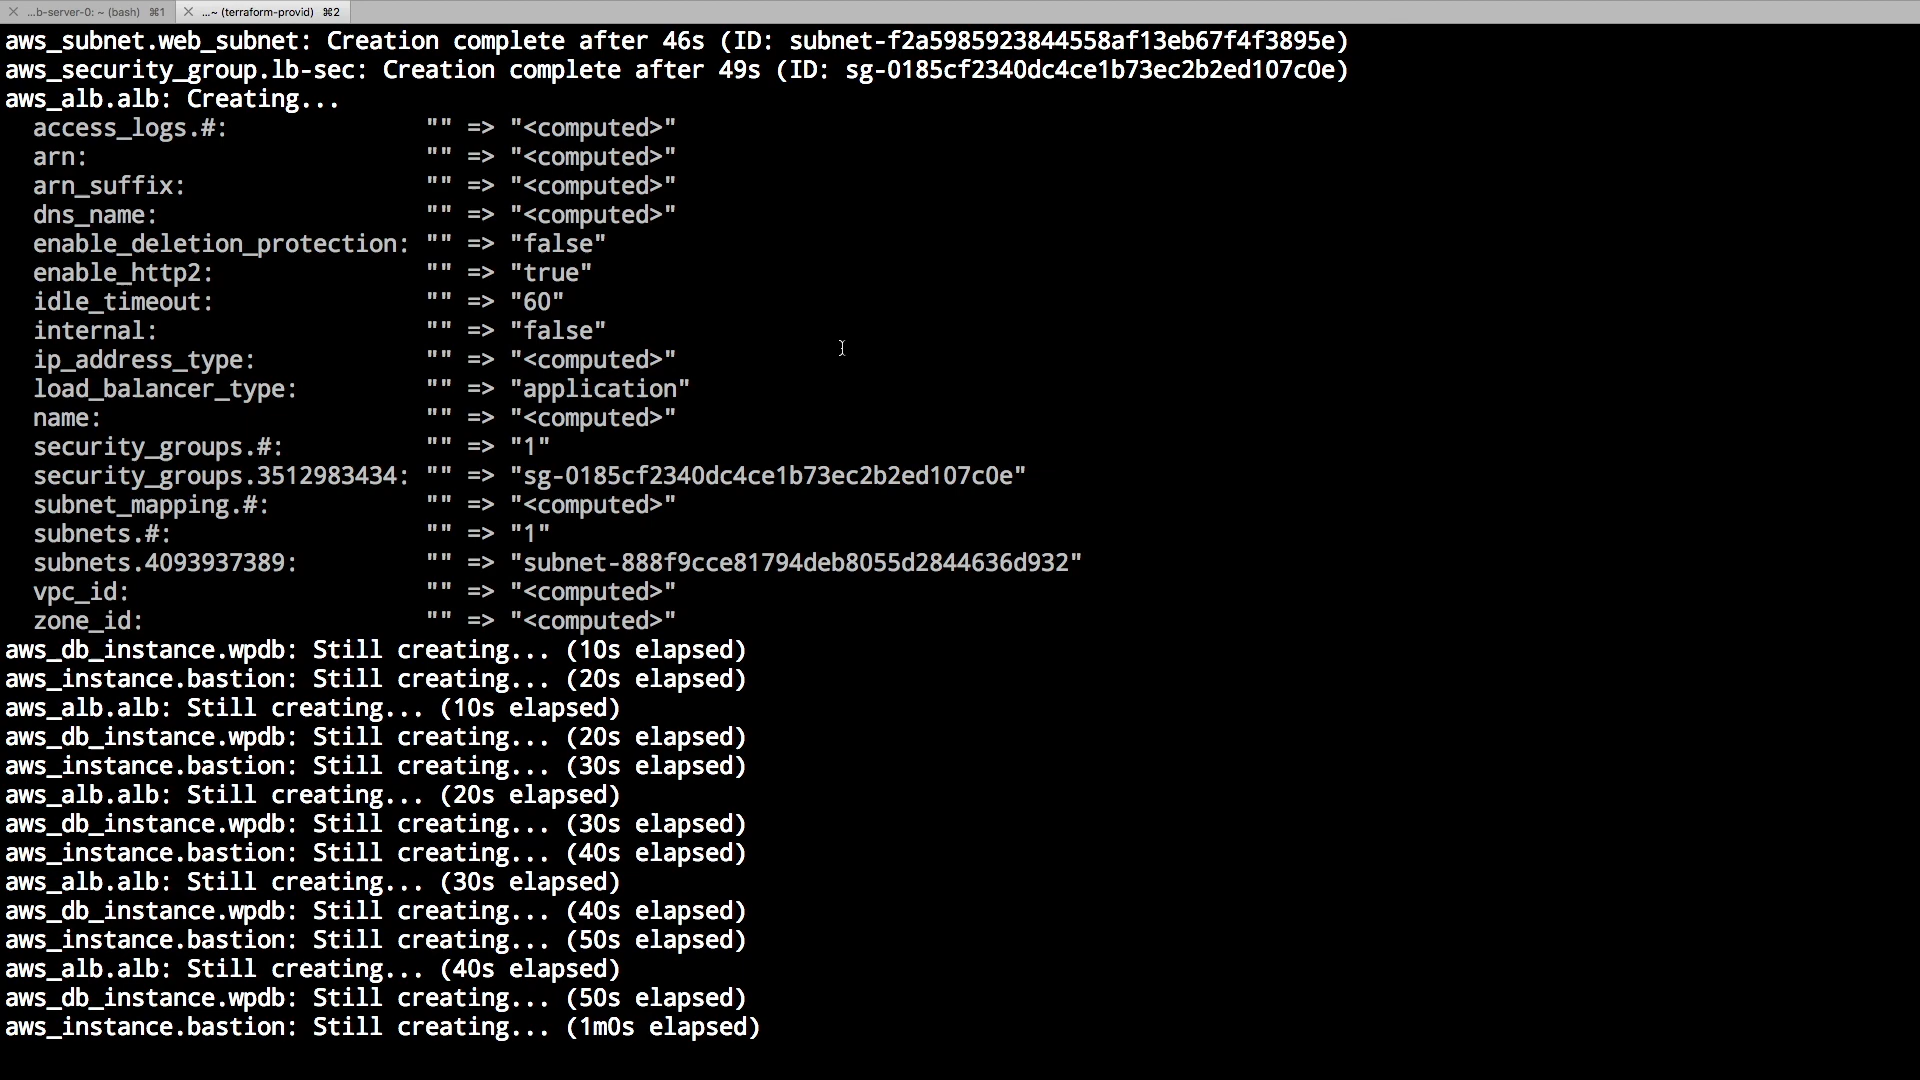 ...b-server-0: ~ (bash) ⌘1 ...~ (terraform-provid) ⌘2
aws_subnet.web_subnet: Creation complete after 46s (ID: subnet-f2a5985923844558af13eb67f4f3895e)
aws_security_group.lb-sec: Creation complete after 49s (ID: sg-0185cf2340dc4ce1b73ec2b2ed107c0e)
aws_alb.alb: Creating...
access_logs.#: "" => "<computed>"
arn: "" => "<computed>"
arn_suffix: "" => "<computed>"
dns_name: "" => "<computed>"
enable_deletion_protection: "" => "false"
enable_http2: "" => "true"
idle_timeout: "" => "60"
internal: "" => "false"
ip_address_type: "" => "<computed>"
load_balancer_type: "" => "application"
name: "" => "<computed>"
security_groups.#: "" => "1"
security_groups.3512983434: "" => "sg-0185cf2340dc4ce1b73ec2b2ed107c0e"
subnet_mapping.#: "" => "<computed>"
subnets.#: "" => "1"
subnets.4093937389: "" => "subnet-888f9cce81794deb8055d2844636d932"
vpc_id: "" => "<computed>"
zone_id: "" => "<computed>"
aws_db_instance.wpdb: Still creating... (10s elapsed)
aws_instance.bastion: Still creating... (20s elapsed)
aws_alb.alb: Still creating... (10s elapsed)
aws_db_instance.wpdb: Still creating... (20s elapsed)
aws_instance.bastion: Still creating... (30s elapsed)
aws_alb.alb: Still creating... (20s elapsed)
aws_db_instance.wpdb: Still creating... (30s elapsed)
aws_instance.bastion: Still creating... (40s elapsed)
aws_alb.alb: Still creating... (30s elapsed)
aws_db_instance.wpdb: Still creating... (40s elapsed)
aws_instance.bastion: Still creating... (50s elapsed)
aws_alb.alb: Still creating... (40s elapsed)
aws_db_instance.wpdb: Still creating... (50s elapsed)
aws_instance.bastion: Still creating... (1m0s elapsed)